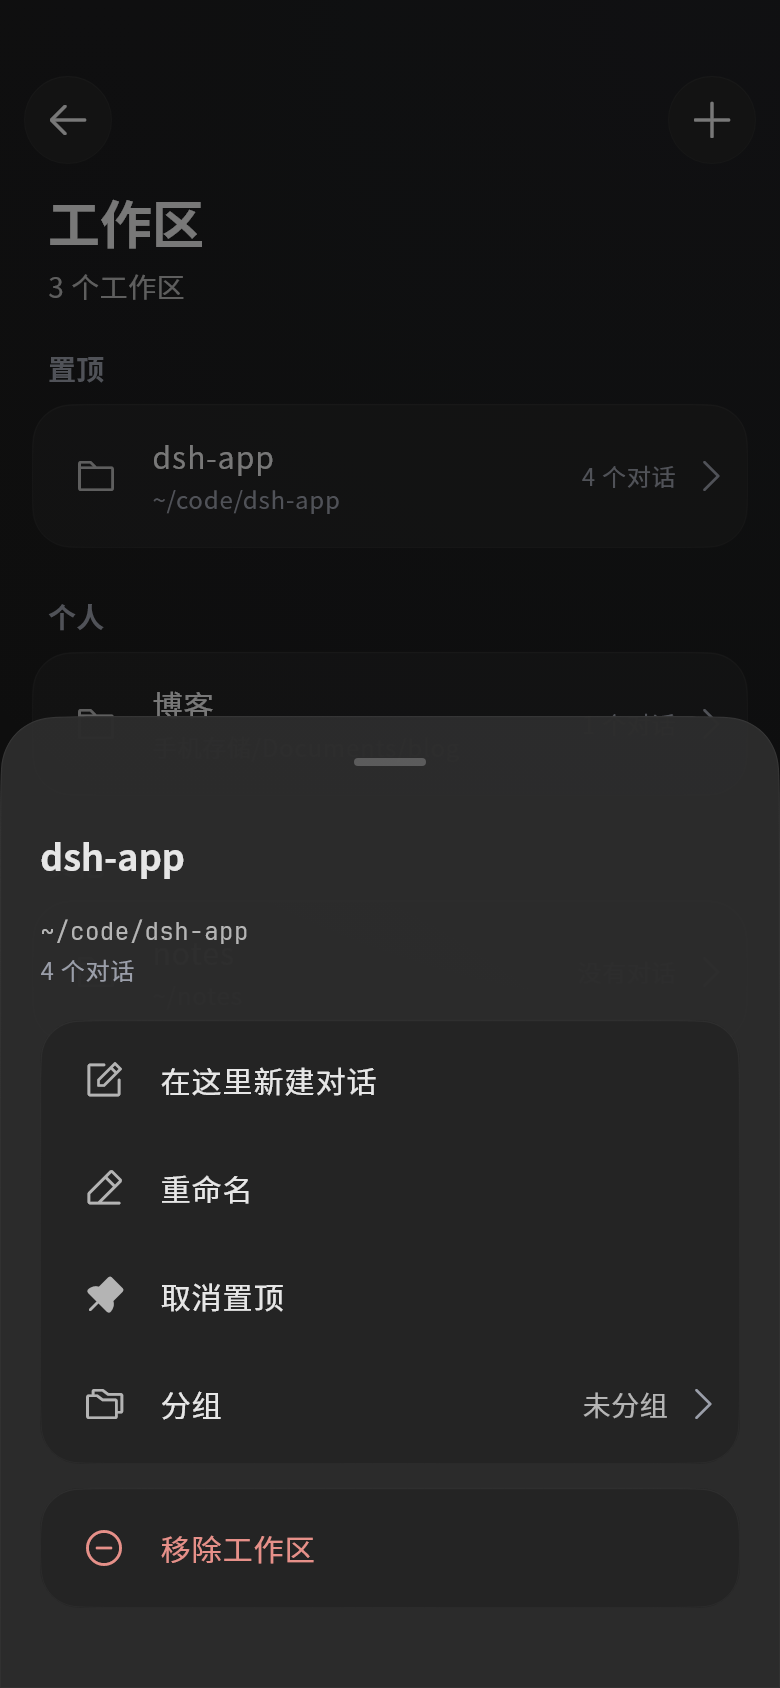 工作区
3 个工作区
置顶
dsh-app
4 个对话
~/code/dsh-app
个人
博客
dsh-app
~/code/dsh-app
notes
4 个对话
在这里新建对话
重命名
取消置顶
分组
未分组
移除工作区